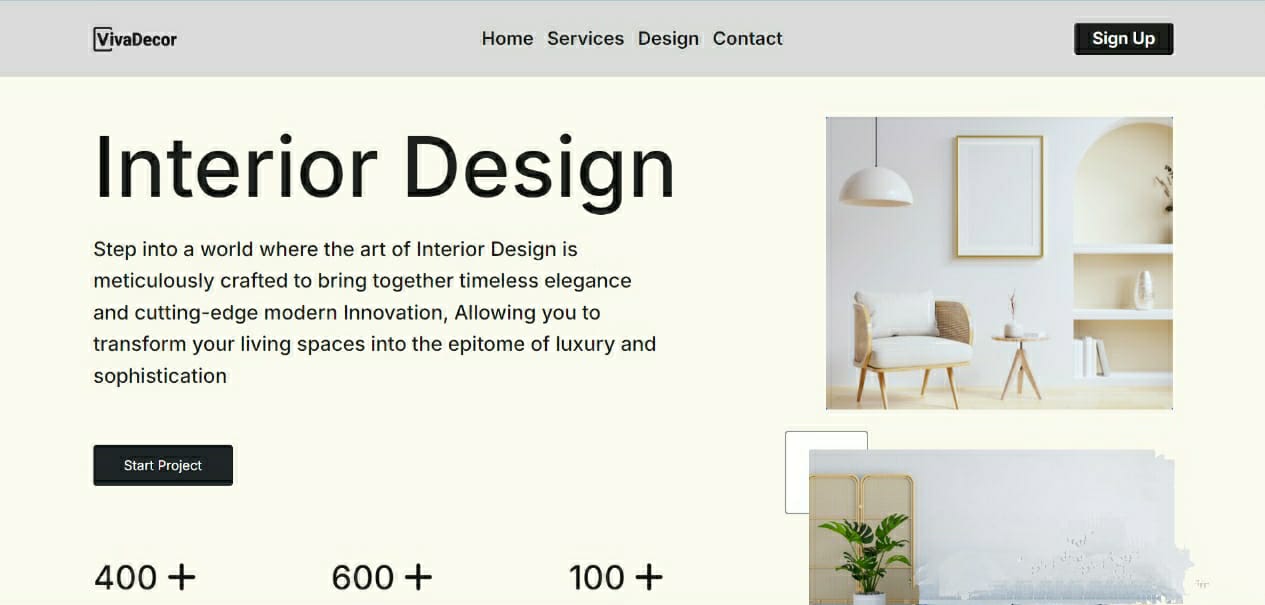 VivaDecor
Home Services Design Contact
Sign Up
Interior Design
Step into a world where the art of Interior Design is
meticulously crafted to bring together timeless elegance
and cutting-edge modern Innovation, Allowing you to
transform your living spaces into the epitome of luxury and
sophistication
Start Project
400 + 600 + 100 +